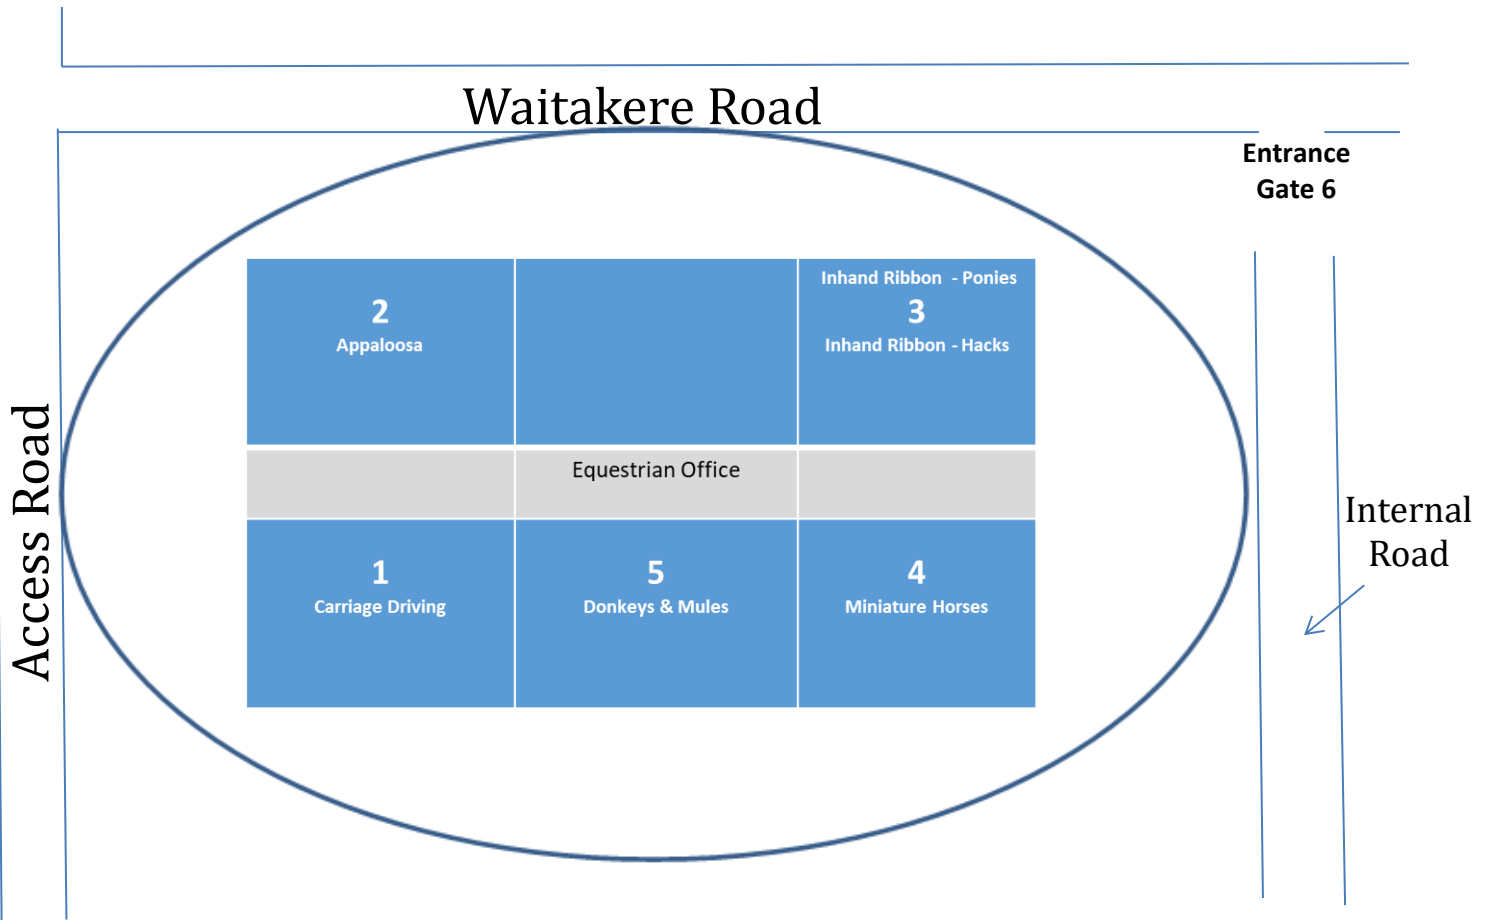 Waitakere Road
Entrance
Gate 6
Inhand Ribbon - Ponies
2
3
Appaloosa
Inhand Ribbon - Hacks
Equestrian Office
Access Road
Internal
Road
1
5
4
Carriage Driving
Donkeys & Mules
Miniature Horses